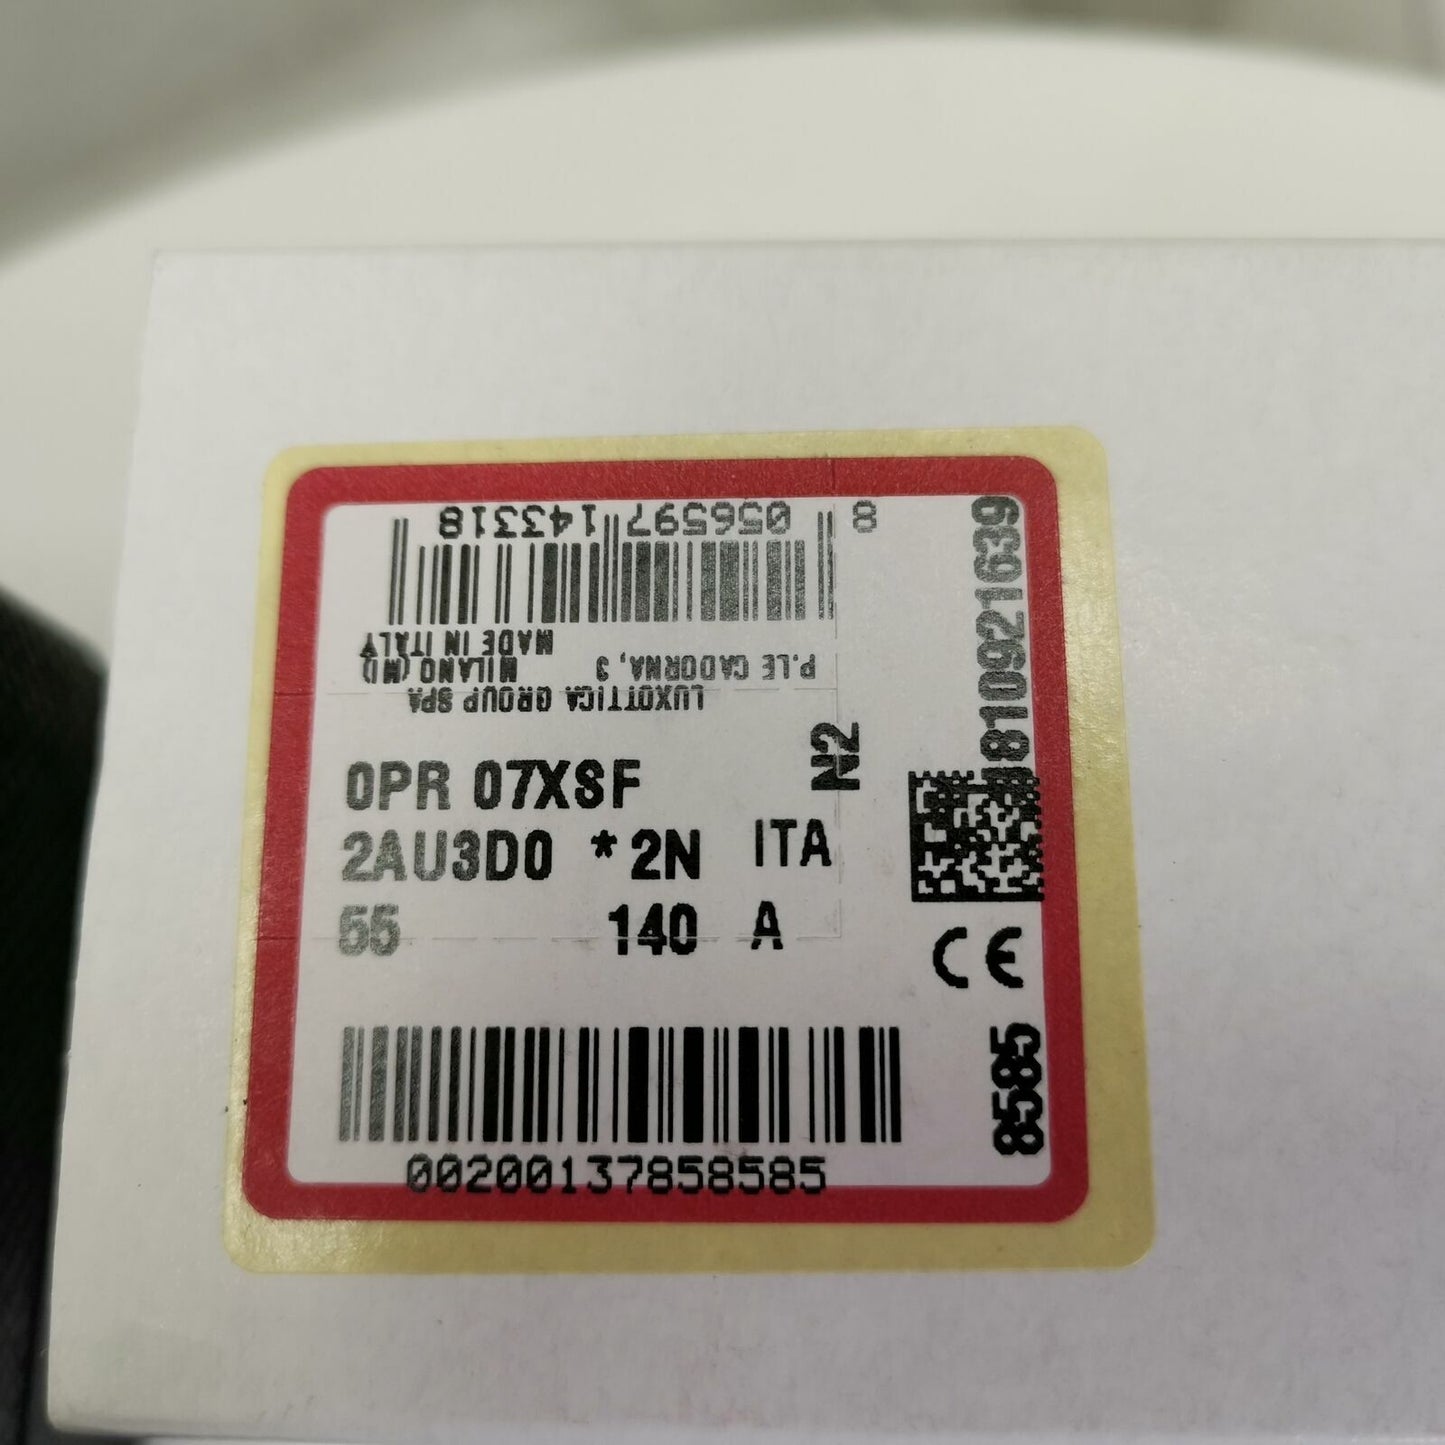 8 056597 143318
MADE IN ITALY
P.LE CADORNA, 3 MILANO (MI)
LUXOTTICA GROUP SPA
N2
810921639
0PR 07XSF
2AU3D0 *2N ITA
55 140 A
CE
8585
00200137858585